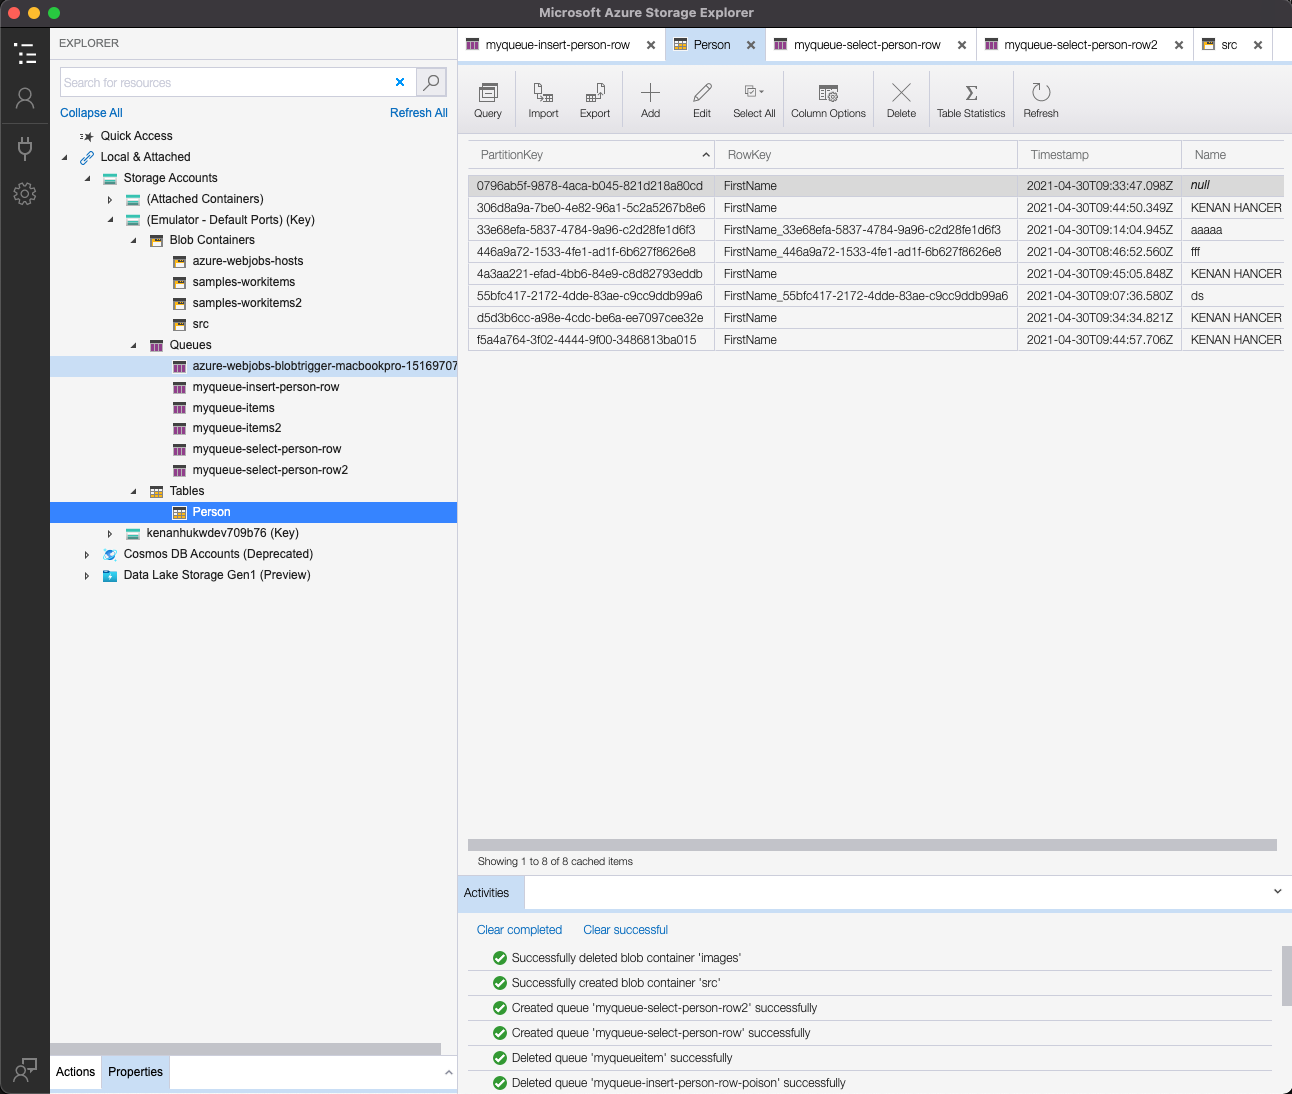 Microsoft Azure Storage Explorer
EXPLORER
Search for resources
Collapse All
Refresh All
Quick Access
Local & Attached
Storage Accounts
(Attached Containers)
(Emulator - Default Ports) (Key)
Blob Containers
azure-webjobs-hosts
samples-workitems
samples-workitems2
src
Queues
azure-webjobs-blobtrigger-macbookpro-15169707
myqueue-insert-person-row
myqueue-items
myqueue-items2
myqueue-select-person-row
myqueue-select-person-row2
Tables
Person
kenanhukwdev709b76 (Key)
Cosmos DB Accounts (Deprecated)
Data Lake Storage Gen1 (Preview)
Actions Properties
myqueue-insert-person-row Person myqueue-select-person-row myqueue-select-person-row2 src
Query Import Export Add Edit Select All Column Options Delete Table Statistics Refresh
PartitionKey RowKey Timestamp Name
0796ab5f-9878-4aca-b045-821d218a80cd FirstName 2021-04-30T09:33:47.098Z null
306d8a9a-7be0-4e82-96a1-5c2a5267b8e6 FirstName 2021-04-30T09:44:50.349Z KENAN HANCER
33e68efa-5837-4784-9a96-c2d28fe1d6f3 FirstName_33e68efa-5837-4784-9a96-c2d28fe1d6f3 2021-04-30T09:14:04.945Z aaaaa
446a9a72-1533-4fe1-ad1f-6b627f8626e8 FirstName_446a9a72-1533-4fe1-ad1f-6b627f8626e8 2021-04-30T08:46:52.560Z fff
4a3aa221-efad-4bb6-84e9-c8d82793eddb FirstName 2021-04-30T09:45:05.848Z KENAN HANCER
55bfc417-2172-4dde-83ae-c9cc9ddb99a6 FirstName_55bfc417-2172-4dde-83ae-c9cc9ddb99a6 2021-04-30T09:07:36.580Z ds
d5d3b6cc-a98e-4cdc-be6a-ee7097cee32e FirstName 2021-04-30T09:34:34.821Z KENAN HANCER
f5a4a764-3f02-4444-9f00-3486813ba015 FirstName 2021-04-30T09:44:57.706Z KENAN HANCER
Showing 1 to 8 of 8 cached items
Activities
Clear completed Clear successful
Successfully deleted blob container 'images'
Successfully created blob container 'src'
Created queue 'myqueue-select-person-row2' successfully
Created queue 'myqueue-select-person-row' successfully
Deleted queue 'myqueueitem' successfully
Deleted queue 'myqueue-insert-person-row-poison' successfully